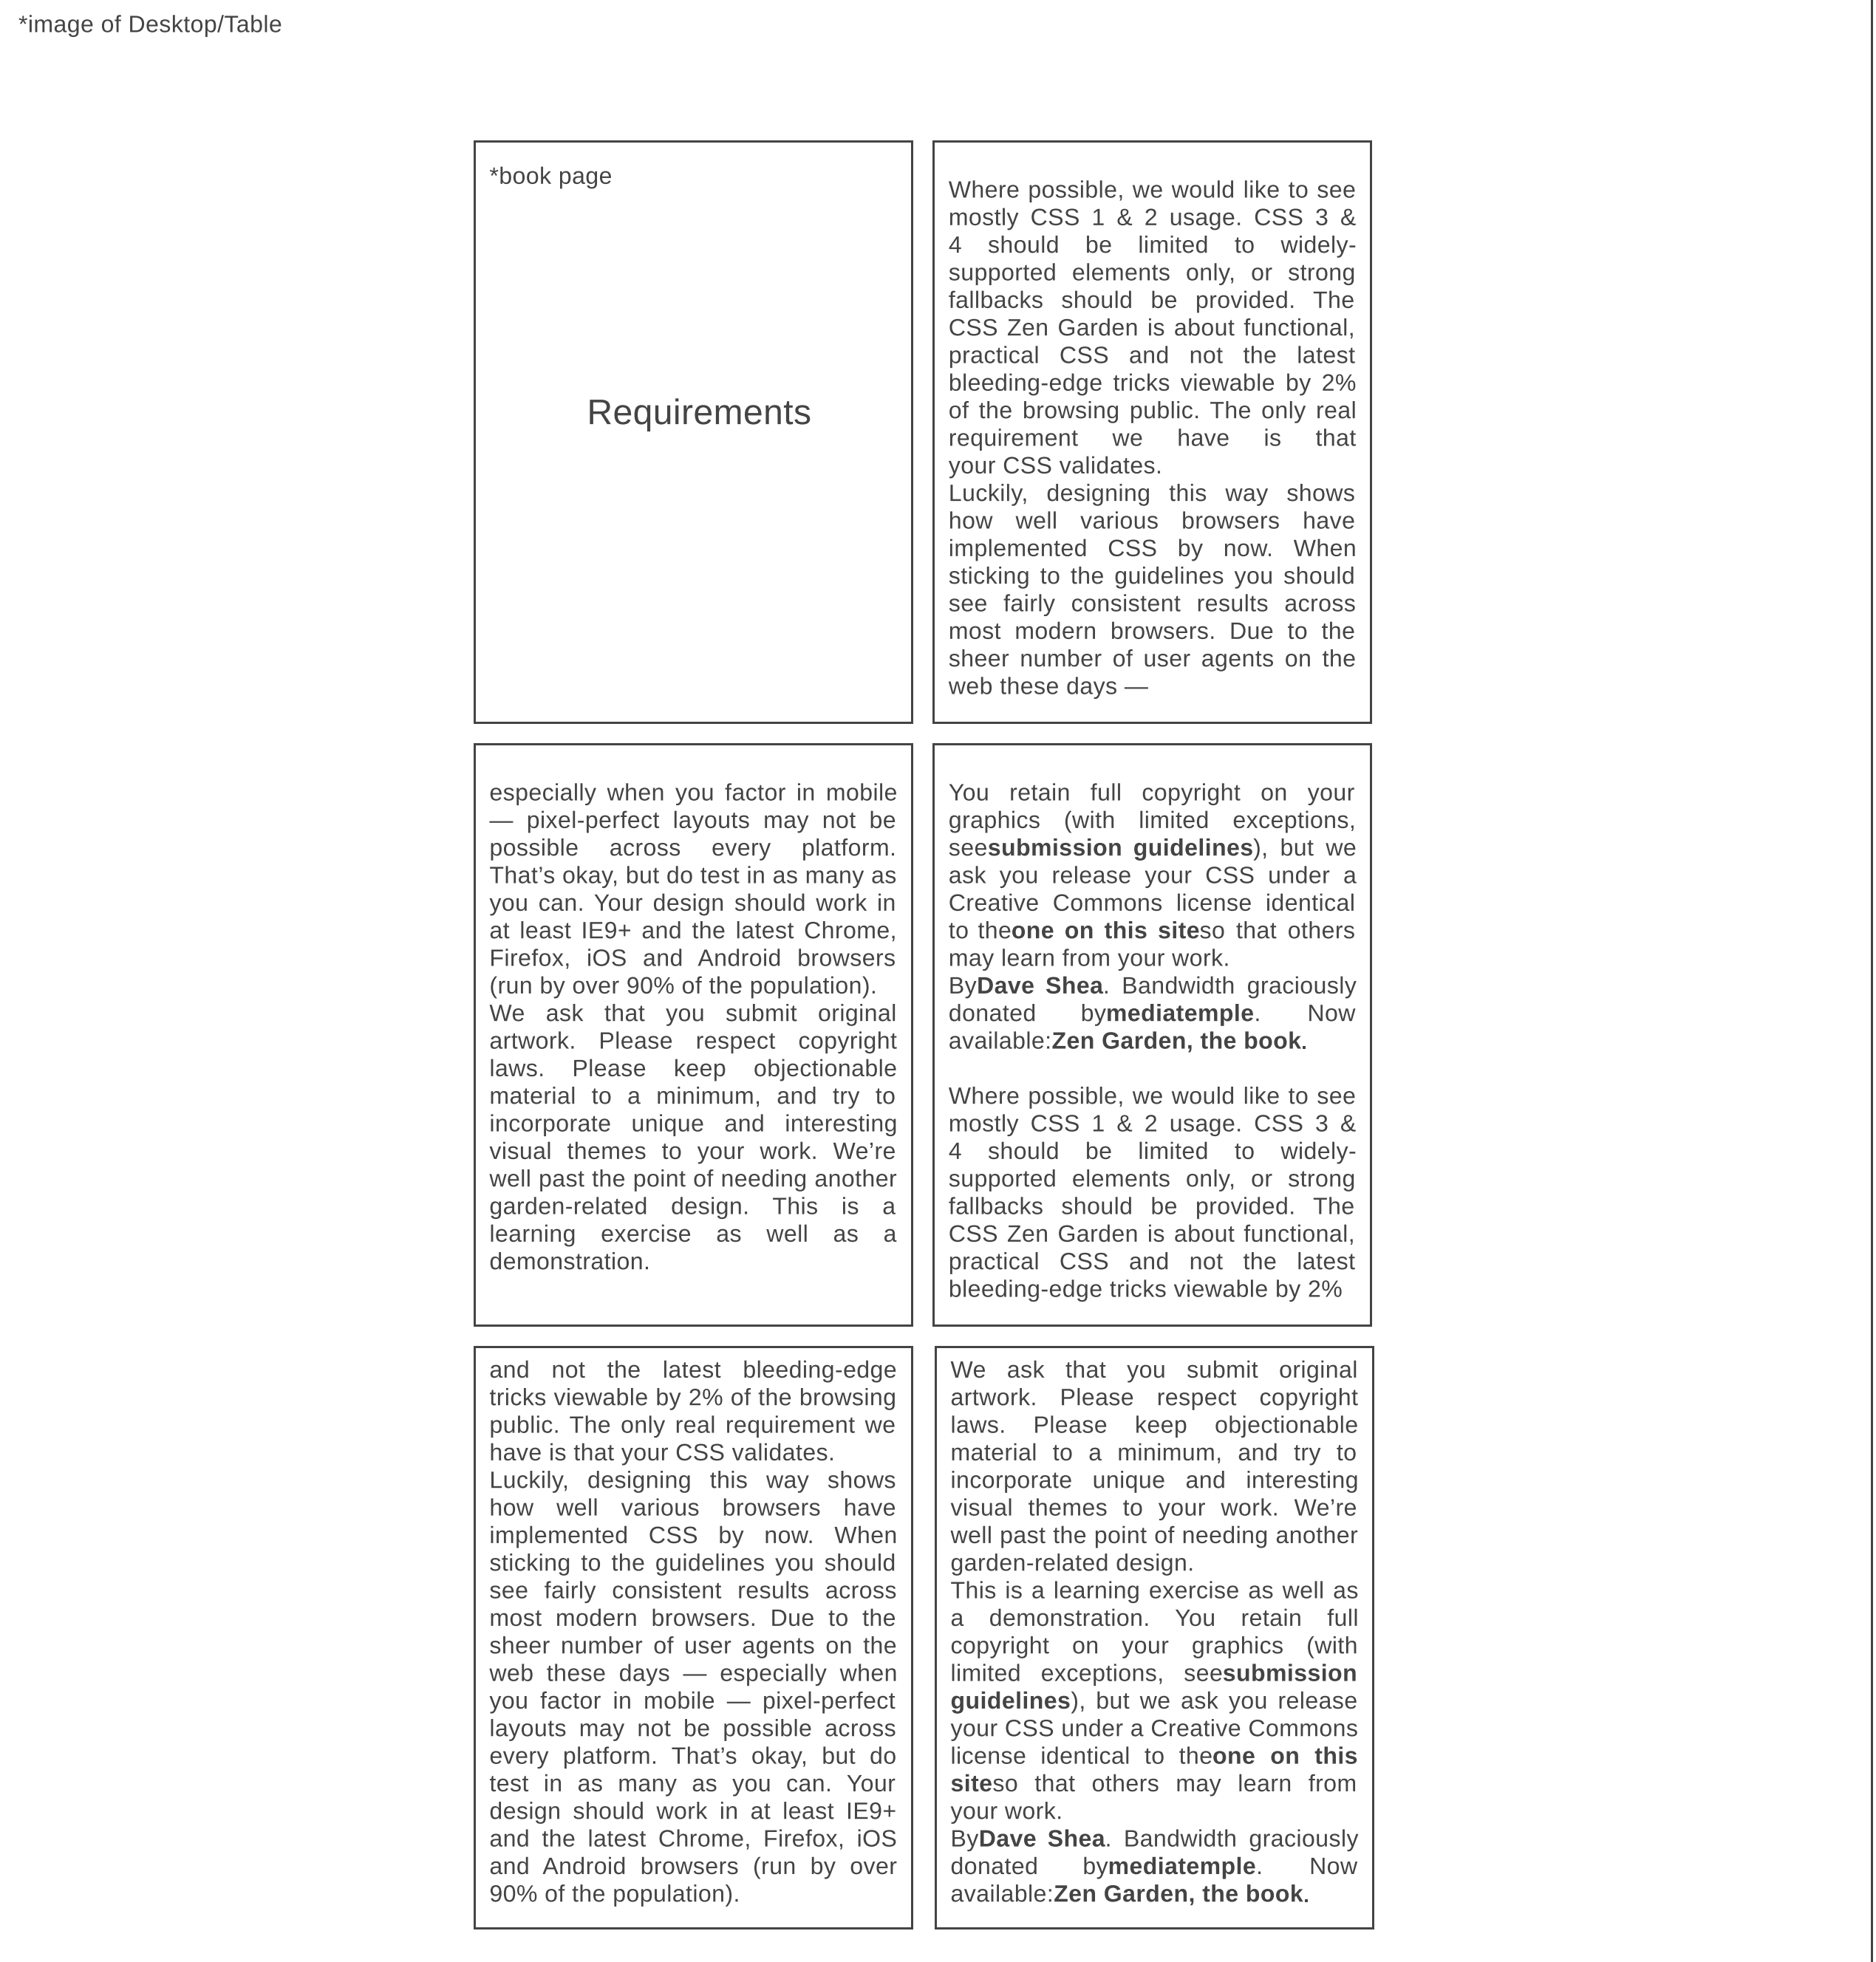 *image of Desktop/Table
*book page
Requirements
Where possible, we would like to see
mostly CSS 1 & 2 usage. CSS 3 &
4 should be limited to widely-
supported elements only, or strong
fallbacks should be provided. The
CSS Zen Garden is about functional,
practical CSS and not the latest
bleeding-edge tricks viewable by 2%
of the browsing public. The only real
requirement we have is that
your CSS validates.
Luckily, designing this way shows
how well various browsers have
implemented CSS by now. When
sticking to the guidelines you should
see fairly consistent results across
most modern browsers. Due to the
sheer number of user agents on the
web these days —
especially when you factor in mobile
— pixel-perfect layouts may not be
possible across every platform.
That’s okay, but do test in as many as
you can. Your design should work in
at least IE9+ and the latest Chrome,
Firefox, iOS and Android browsers
(run by over 90% of the population).
We ask that you submit original
artwork. Please respect copyright
laws. Please keep objectionable
material to a minimum, and try to
incorporate unique and interesting
visual themes to your work. We’re
well past the point of needing another
garden-related design. This is a
learning exercise as well as a
demonstration.
You retain full copyright on your
graphics (with limited exceptions,
seesubmission guidelines), but we
ask you release your CSS under a
Creative Commons license identical
to theone on this siteso that others
may learn from your work.
ByDave Shea. Bandwidth graciously
donated bymediatemple. Now
available:Zen Garden, the book.
Where possible, we would like to see
mostly CSS 1 & 2 usage. CSS 3 &
4 should be limited to widely-
supported elements only, or strong
fallbacks should be provided. The
CSS Zen Garden is about functional,
practical CSS and not the latest
bleeding-edge tricks viewable by 2%
and not the latest bleeding-edge
tricks viewable by 2% of the browsing
public. The only real requirement we
have is that your CSS validates.
Luckily, designing this way shows
how well various browsers have
implemented CSS by now. When
sticking to the guidelines you should
see fairly consistent results across
most modern browsers. Due to the
sheer number of user agents on the
web these days — especially when
you factor in mobile — pixel-perfect
layouts may not be possible across
every platform. That’s okay, but do
test in as many as you can. Your
design should work in at least IE9+
and the latest Chrome, Firefox, iOS
and Android browsers (run by over
90% of the population).
We ask that you submit original
artwork. Please respect copyright
laws. Please keep objectionable
material to a minimum, and try to
incorporate unique and interesting
visual themes to your work. We’re
well past the point of needing another
garden-related design.
This is a learning exercise as well as
a demonstration. You retain full
copyright on your graphics (with
limited exceptions, seesubmission
guidelines), but we ask you release
your CSS under a Creative Commons
license identical to theone on this
siteso that others may learn from
your work.
ByDave Shea. Bandwidth graciously
donated bymediatemple. Now
available:Zen Garden, the book.